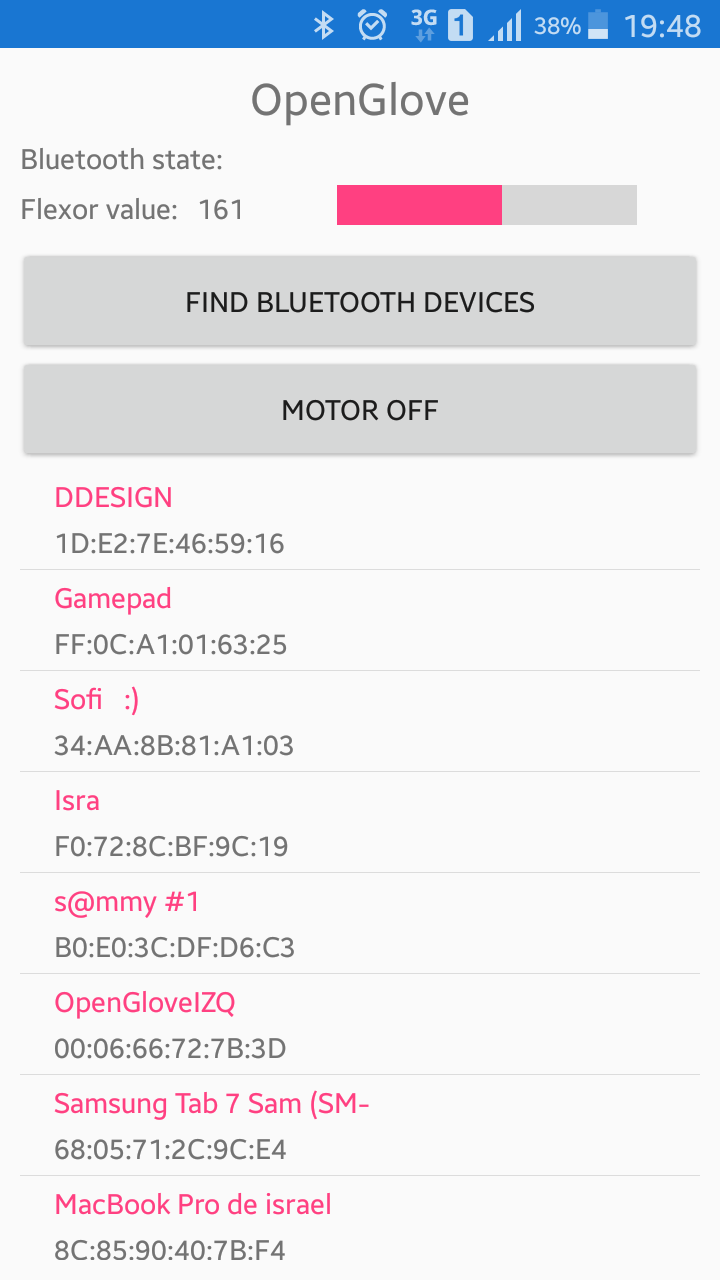 3G 1 38% 19:48
OpenGlove
Bluetooth state:
Flexor value: 161
FIND BLUETOOTH DEVICES
MOTOR OFF
DDESIGN
1D:E2:7E:46:59:16
Gamepad
FF:0C:A1:01:63:25
Sofi :)
34:AA:8B:81:A1:03
Isra
F0:72:8C:BF:9C:19
s@mmy #1
B0:E0:3C:DF:D6:C3
OpenGloveIZQ
00:06:66:72:7B:3D
Samsung Tab 7 Sam (SM-
68:05:71:2C:9C:E4
MacBook Pro de israel
8C:85:90:40:7B:F4